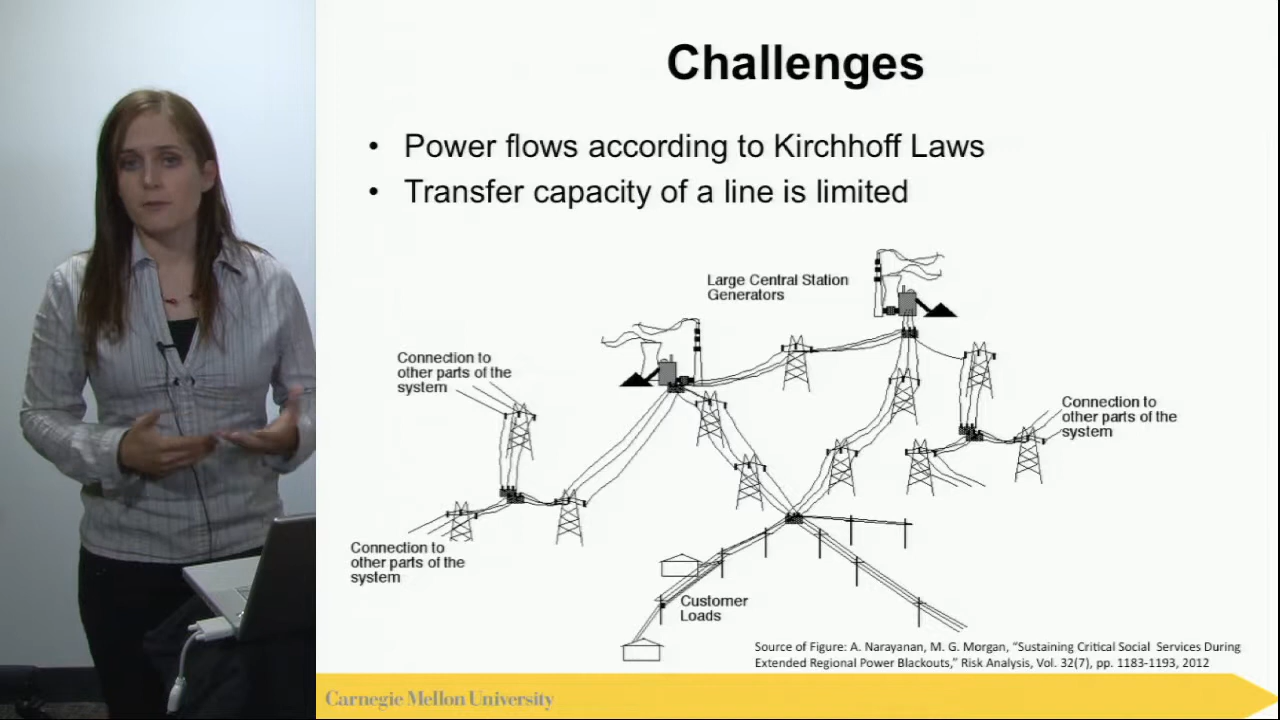 Challenges
• Power flows according to Kirchhoff Laws
• Transfer capacity of a line is limited
Large Central Station
Generators
Connection to
other parts of the
system
Connection to
other parts of the
system
Connection to
other parts of the
system
Customer
Loads
Source of Figure: A. Narayanan, M. G. Morgan, “Sustaining Critical Social Services During
Extended Regional Power Blackouts,” Risk Analysis, Vol. 32(7), pp. 1183-1193, 2012
Carnegie Mellon University